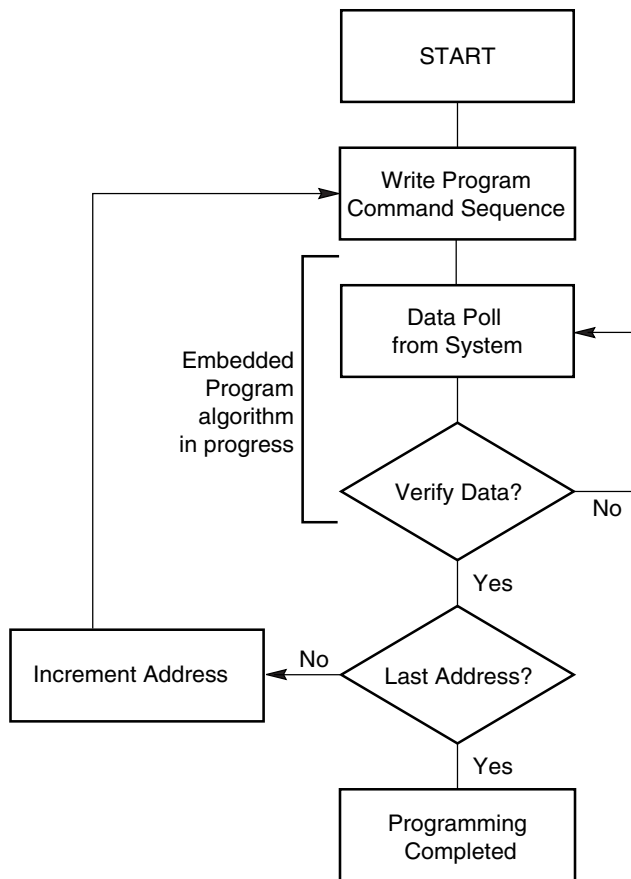 START
Write Program
Command Sequence
Data Poll
from System
Embedded
Program
algorithm
in progress
Verify Data?
No
Yes
Increment Address
No
Last Address?
Yes
Programming
Completed